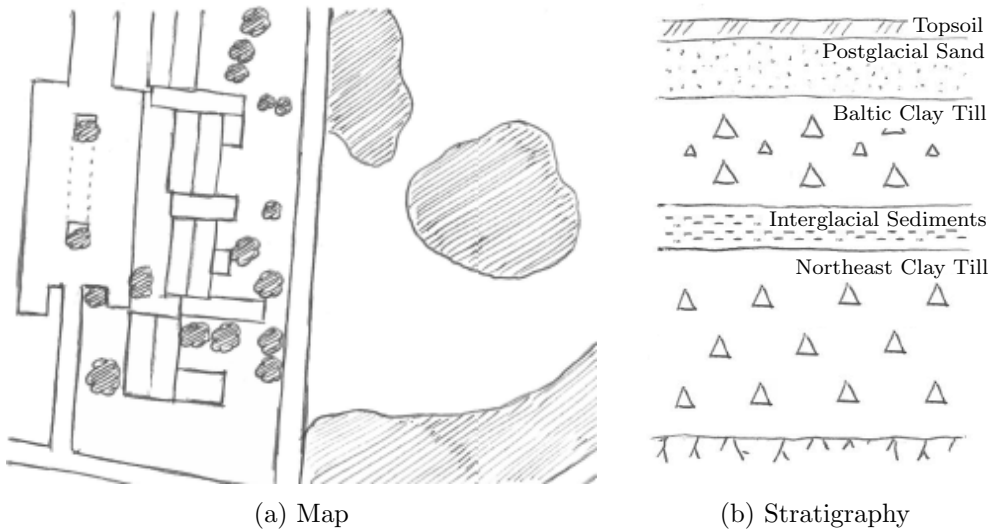 Topsoil
Postglacial Sand
Baltic Clay Till
Interglacial Sediments
Northeast Clay Till
(a) Map
(b) Stratigraphy